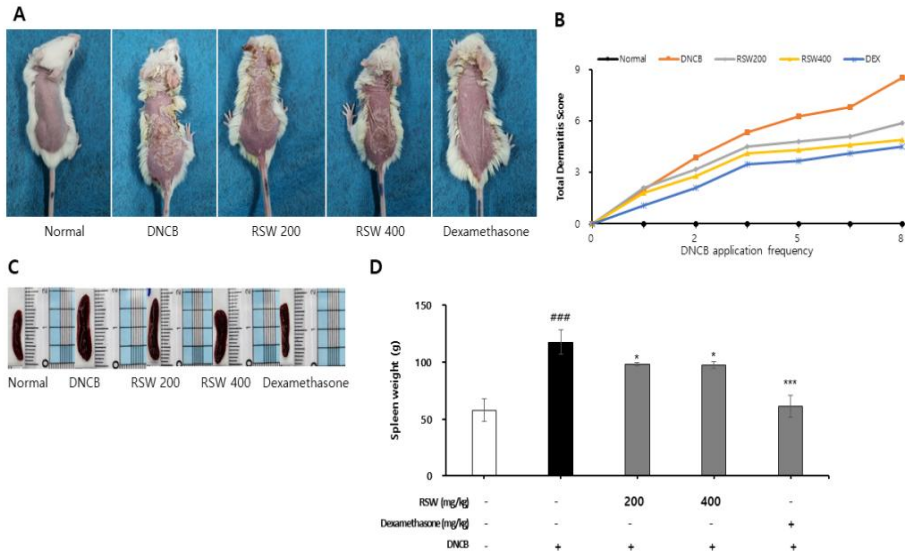 A
Normal
DNCB
RSW 200
RSW 400
Dexamethasone
B
Normal DNCB RSW200 RSW400 DEX
Total Dermatitis Score
9
6
3
0
0 2 5 8
DNCB application frequency
C
Normal DNCB RSW 200 RSW 400 Dexamethasone
D
Spleen weight (g)
150
100
50
0
###
*
*
***
RSW (mg/kg) - - 200 400 -
Dexamethasone (mg/kg) - - - - +
DNCB - + + + +